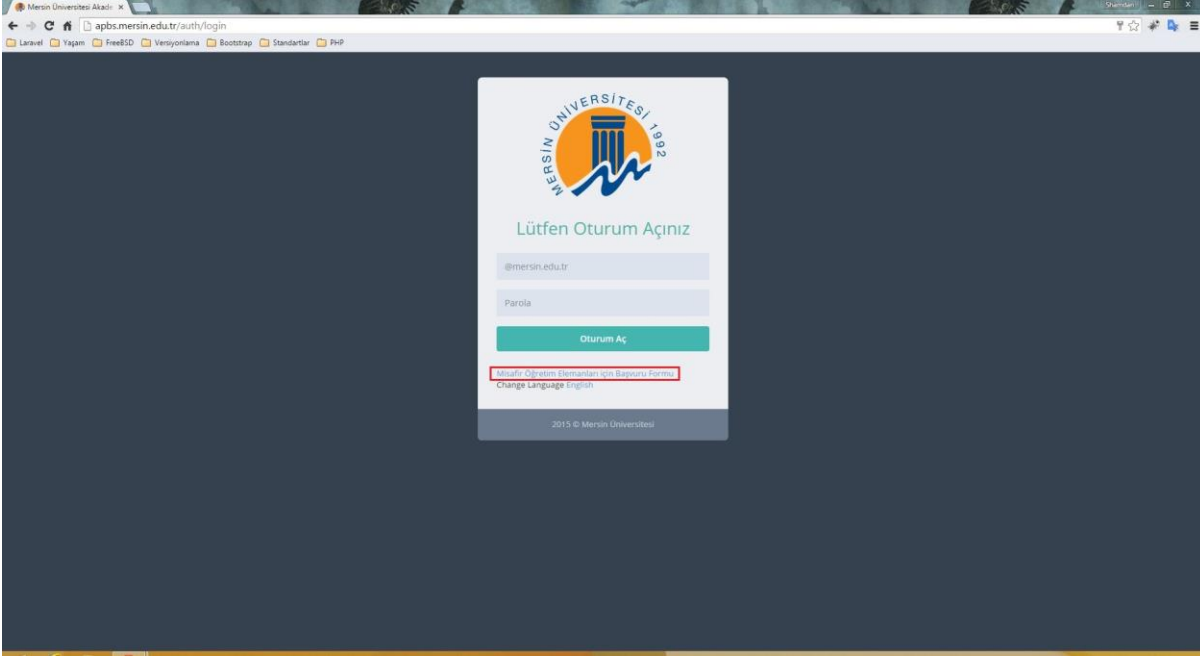 Mersin Üniversitesi Akade
Shamdan
apbs.mersin.edu.tr/auth/login
Laravel Yaşam FreeBSD Versiyonlama Bootstrap Standartlar PHP
MERSİN ÜNİVERSİTESİ 1992
Lütfen Oturum Açınız
@mersin.edu.tr
Parola
Oturum Aç
Misafir Öğretim Elemanları için Başvuru Formu
Change Language English
2015 © Mersin Üniversitesi